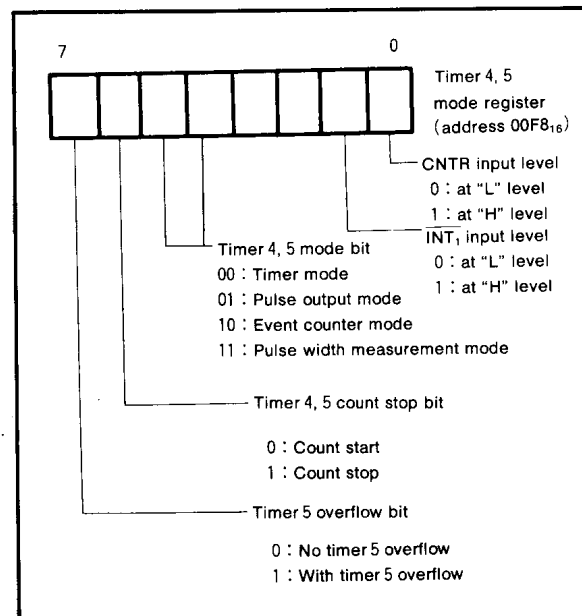 7 0
Timer 4, 5
mode register
(address 00F8₁₆)
CNTR input level
0 : at “L” level
1 : at “H” level
I̅N̅T̅₁ input level
0 : at “L” level
1 : at “H” level
Timer 4, 5 mode bit
00 : Timer mode
01 : Pulse output mode
10 : Event counter mode
11 : Pulse width measurement mode
Timer 4, 5 count stop bit
0 : Count start
1 : Count stop
Timer 5 overflow bit
0 : No timer 5 overflow
1 : With timer 5 overflow